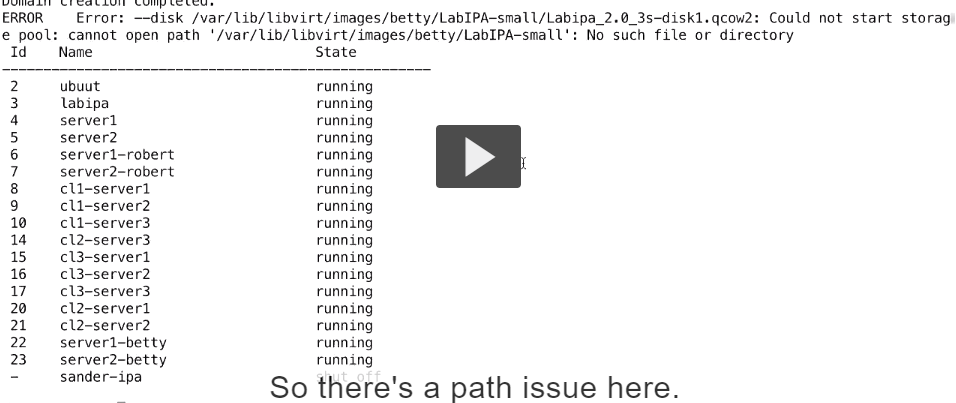 Domain creation completed.
ERROR    Error: --disk /var/lib/libvirt/images/betty/LabIPA-small/Labipa_2.0_3s-disk1.qcow2: Could not start storag
e pool: cannot open path '/var/lib/libvirt/images/betty/LabIPA-small': No such file or directory
Id    Name                           State
----------------------------------------------------
2     ubuut                          running
3     labipa                         running
4     server1                        running
5     server2                        running
6     server1-robert                 running
7     server2-robert                 running
8     cl1-server1                    running
9     cl1-server2                    running
10    cl1-server3                    running
14    cl2-server3                    running
15    cl3-server1                    running
16    cl3-server2                    running
17    cl3-server3                    running
20    cl2-server1                    running
21    cl2-server2                    running
22    server1-betty                  running
23    server2-betty                  running
-     sander-ipa                     shut off
So there's a path issue here.